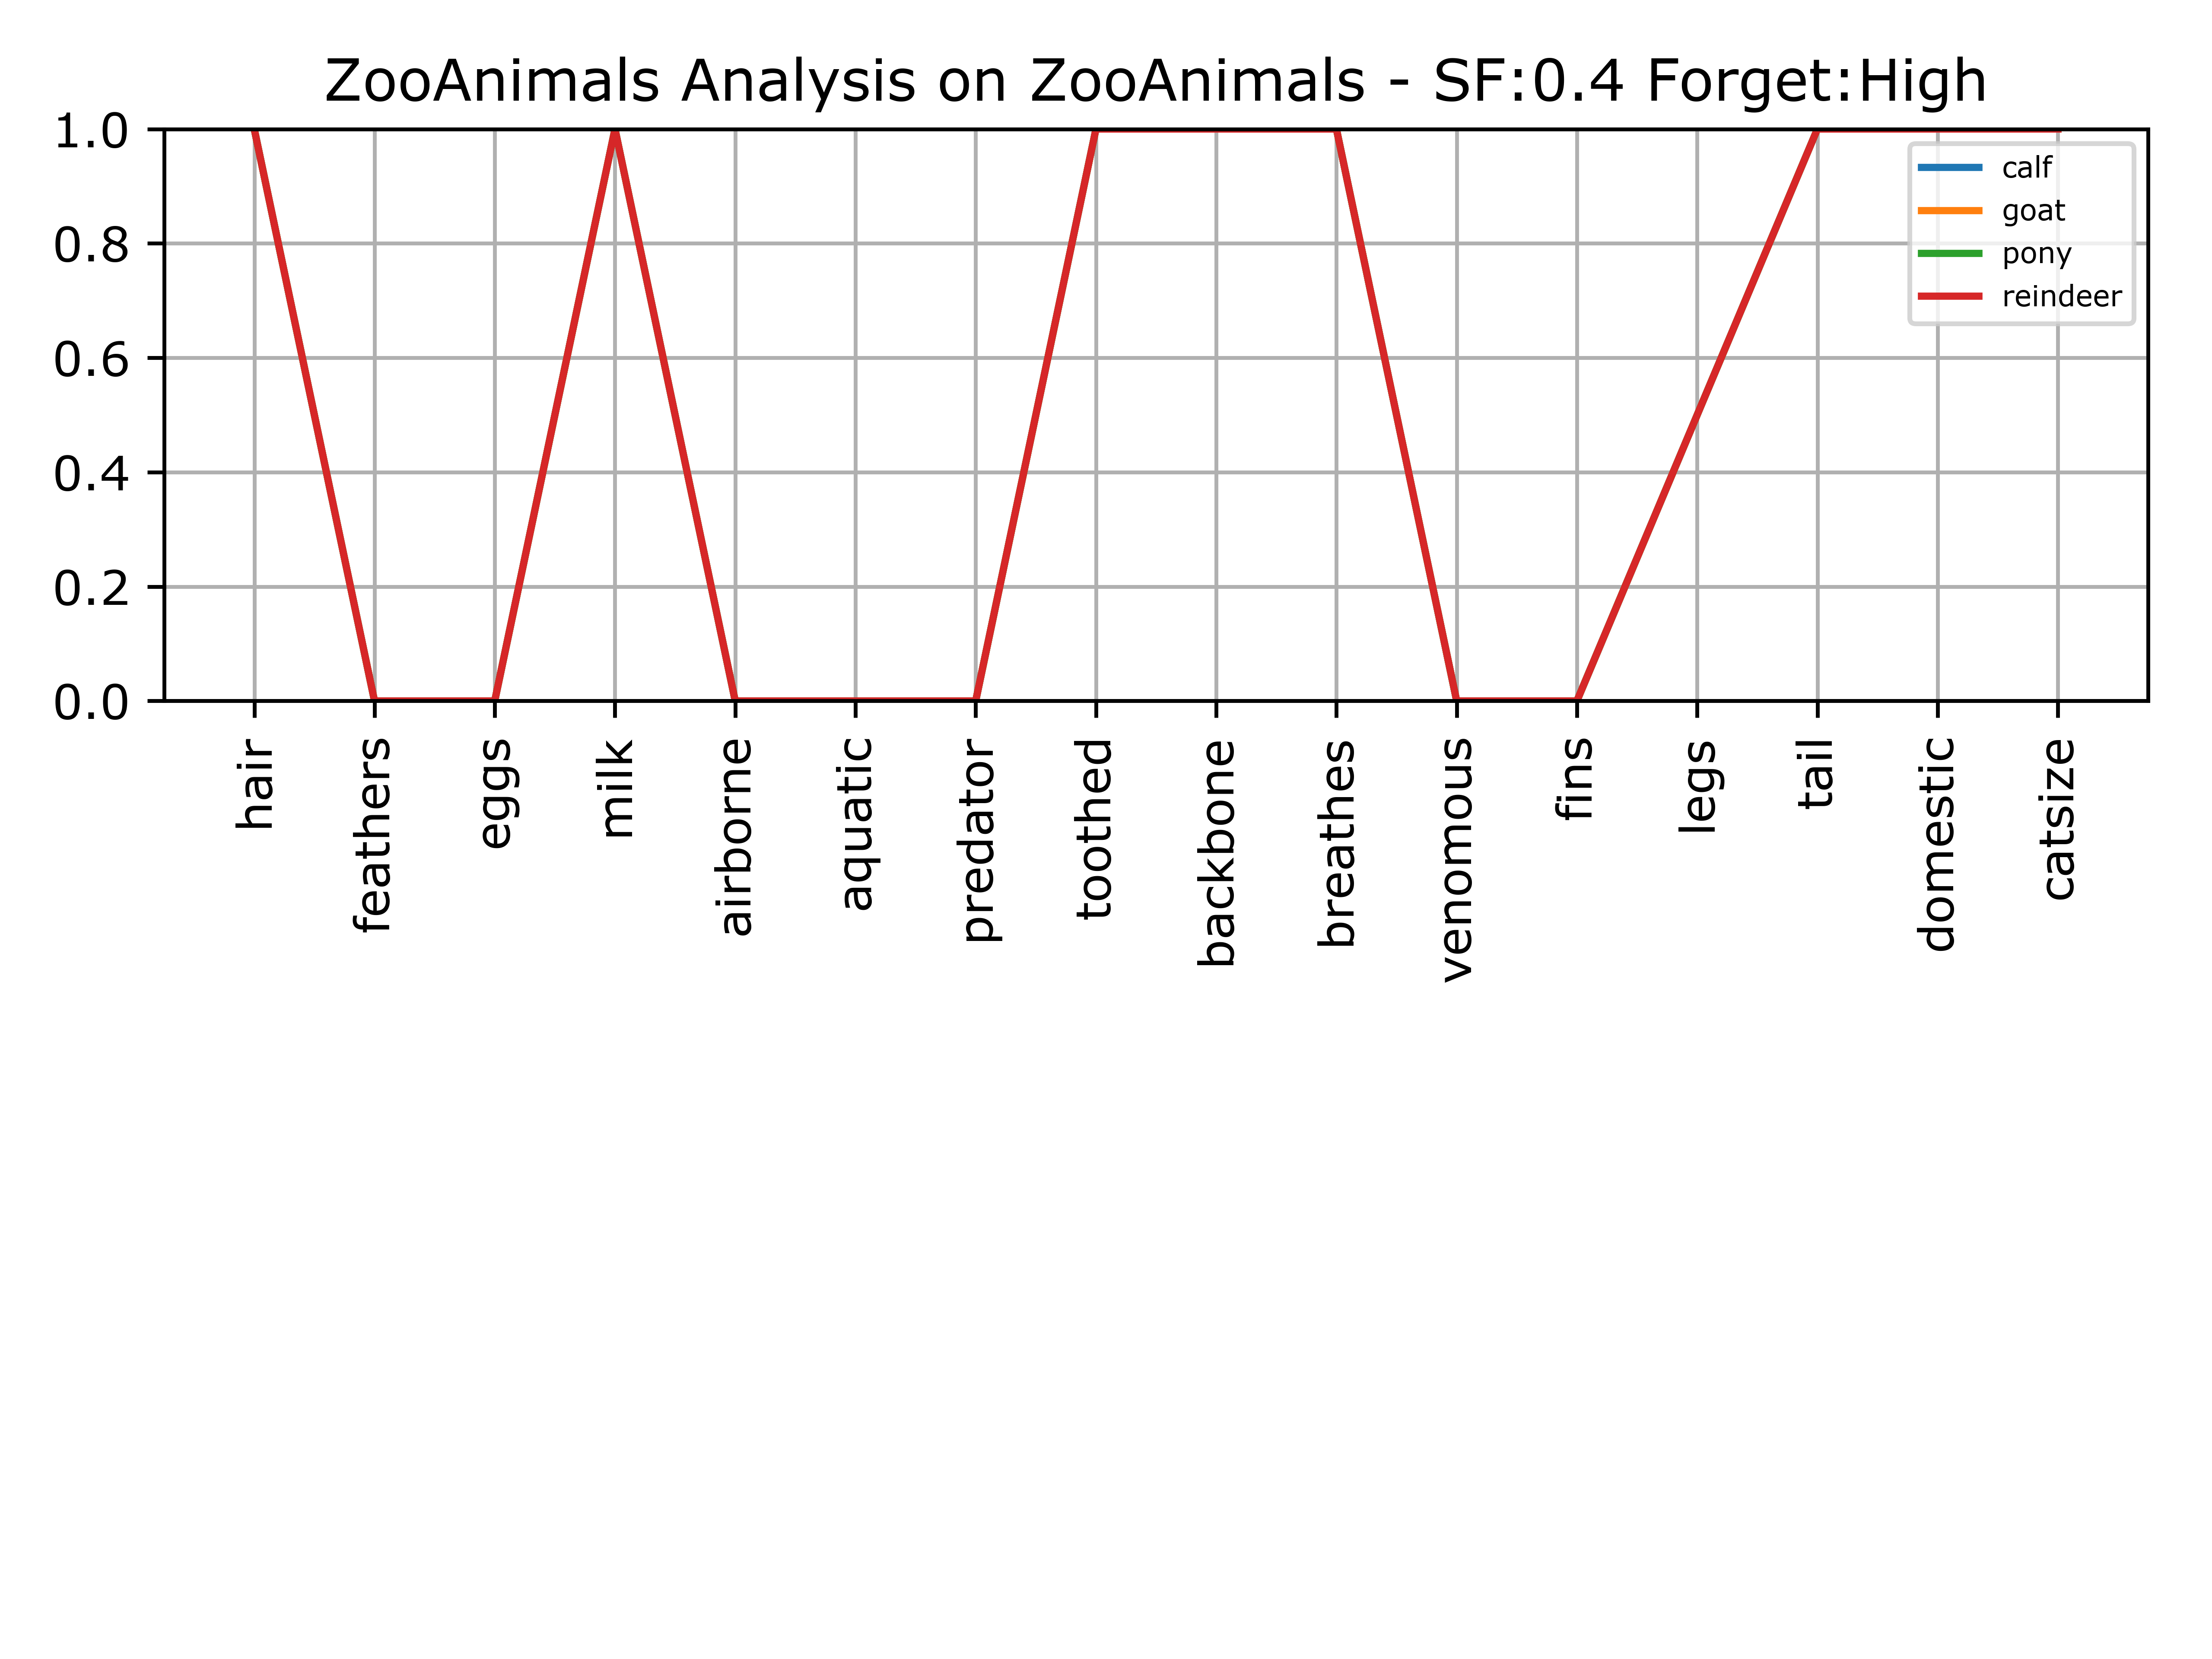 ZooAnimals Analysis on ZooAnimals - SF:0.4 Forget:High
1.0
0.8
0.6
0.4
0.2
0.0
calf
goat
pony
reindeer
hair
feathers
eggs
milk
airborne
aquatic
predator
toothed
backbone
breathes
venomous
fins
legs
tail
domestic
catsize